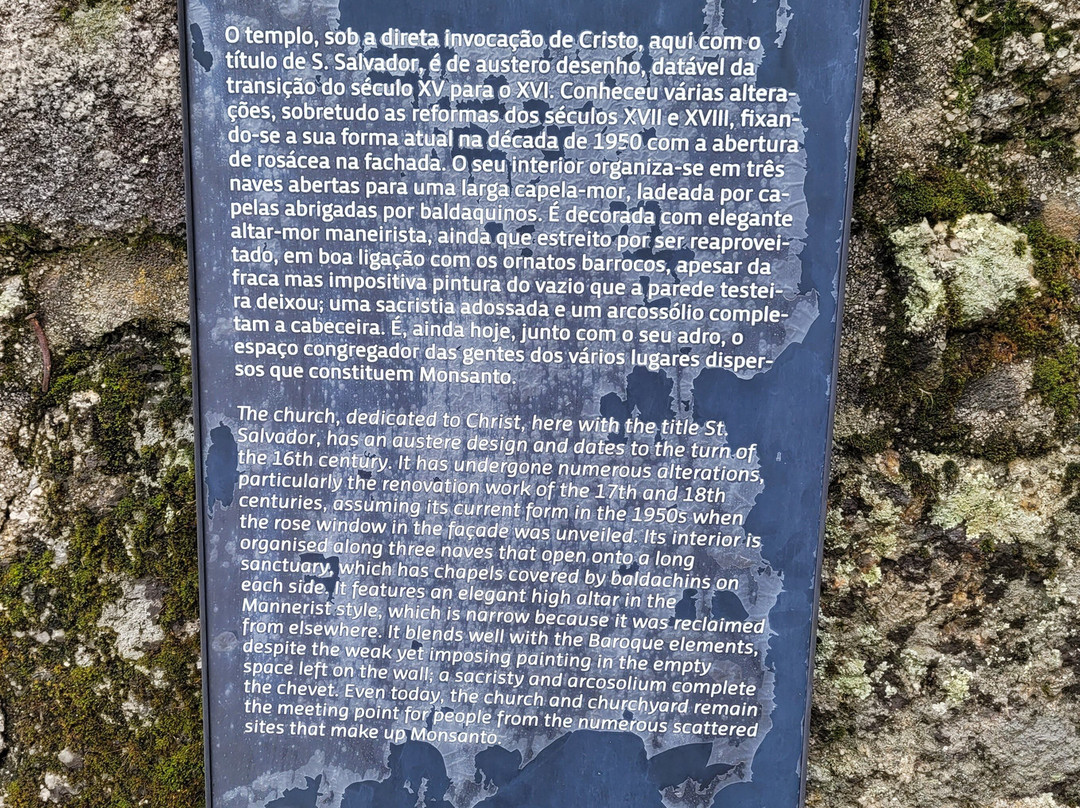 O templo, sob a direta invocação de Cristo, aqui com o
título de S. Salvador, é de austero desenho, datável da
transição do século XV para o XVI. Conheceu várias altera-
ções, sobretudo as reformas dos séculos XVII e XVIII, fixan-
do-se a sua forma atual na década de 1950 com a abertura
de rosácea na fachada. O seu interior organiza-se em três
naves abertas para uma larga capela-mor, ladeada por ca-
pelas abrigadas por baldaquinos. É decorada com elegante
altar-mor maneirista, ainda que estreito por ser reaprovei-
tado, em boa ligação com os ornatos barrocos, apesar da
fraca mas impositiva pintura do vazio que a parede testei-
ra deixou; uma sacristia adossada e um arcossólio comple-
tam a cabeceira. É, ainda hoje, junto com o seu adro, o
espaço congregador das gentes dos vários lugares disper-
sos que constituem Monsanto.
The church, dedicated to Christ, here with the title St.
Salvador, has an austere design and dates to the turn of
the 16th century. It has undergone numerous alterations,
particularly the renovation work of the 17th and 18th
centuries, assuming its current form in the 1950s when
the rose window in the façade was unveiled. Its interior is
organised along three naves that open onto a long
sanctuary, which has chapels covered by baldachins on
each side. It features an elegant high altar in the
Mannerist style, which is narrow because it was reclaimed
from elsewhere. It blends well with the Baroque elements,
despite the weak yet imposing painting in the empty
space left on the wall; a sacristy and arcosolium complete
the chevet. Even today, the church and churchyard remain
the meeting point for people from the numerous scattered
sites that make up Monsanto.